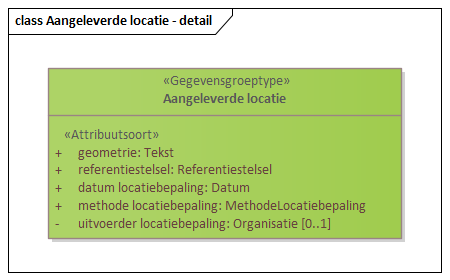 class Aangeleverde locatie - detail
«Gegevensgroeptype»
Aangeleverde locatie
«Attribuutsoort»
+ geometrie: Tekst
+ referentiestelsel: Referentiestelsel
+ datum locatiebepaling: Datum
+ methode locatiebepaling: MethodeLocatiebepaling
- uitvoerder locatiebepaling: Organisatie [0..1]